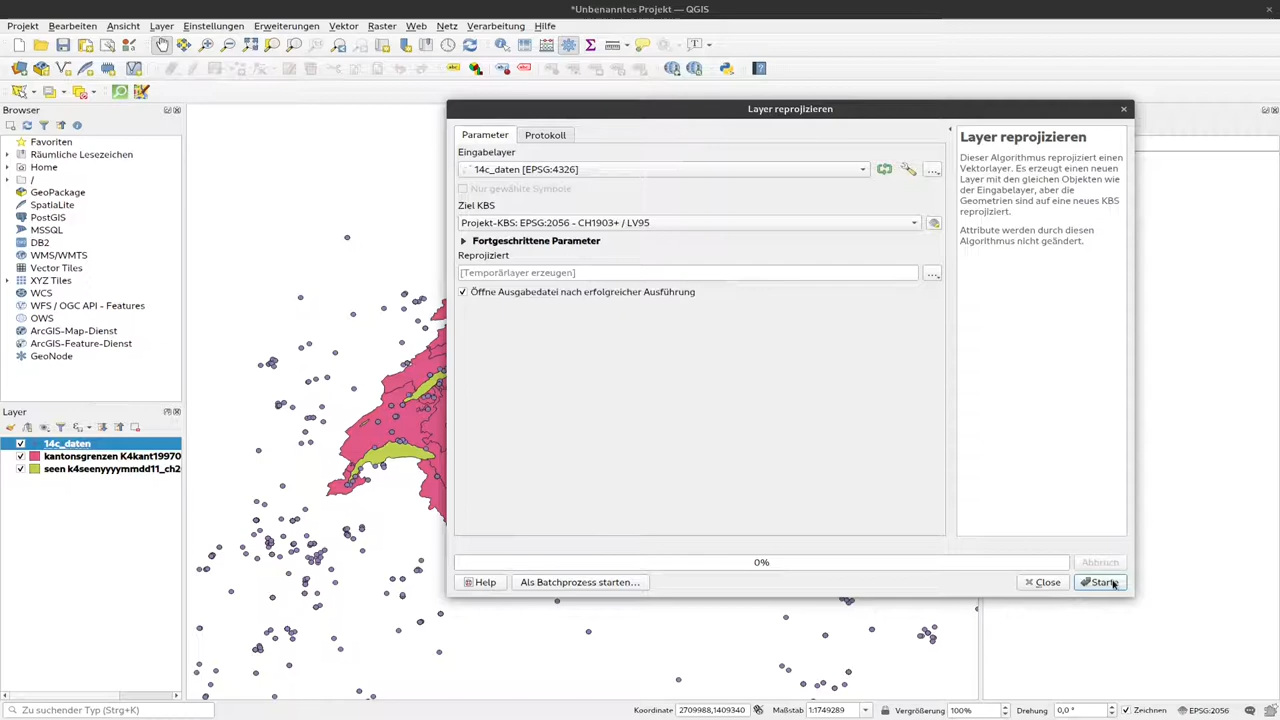 *Unbenanntes Projekt — QGIS
Projekt Bearbeiten Ansicht Layer Einstellungen Erweiterungen Vektor Raster Web Netz Verarbeitung Hilfe
Browser
Favoriten
Räumliche Lesezeichen
Home
/
GeoPackage
SpatiaLite
PostGIS
MSSQL
DB2
WMS/WMTS
Vector Tiles
XYZ Tiles
WCS
WFS / OGC API - Features
OWS
ArcGIS-Map-Dienst
ArcGIS-Feature-Dienst
GeoNode
Layer
14c_daten
kantonsgrenzen K4kant19970
seen k4seenyyyymmdd11_ch2
Layer reprojizieren
Parameter Protokoll
Eingabelayer
14c_daten [EPSG:4326]
Nur gewählte Symbole
Ziel KBS
Projekt-KBS: EPSG:2056 - CH1903+ / LV95
Fortgeschrittene Parameter
Reprojiziert
[Temporärlayer erzeugen]
Öffne Ausgabedatei nach erfolgreicher Ausführung
Layer reprojizieren
Dieser Algorithmus reprojiziert einen
Vektorlayer. Es erzeugt einen neuen
Layer mit den gleichen Objekten wie
der Eingabelayer, aber die
Geometrien sind auf eine neues KBS
reprojiziert.
Attribute werden durch diesen
Algorithmus nicht geändert.
0%
Abbruch
Help
Als Batchprozess starten…
Close
Start
Zu suchender Typ (Strg+K)
Koordinate 2709988,1409340
Maßstab 1:1749289
Vergrößerung 100%
Drehung 0,0 °
Zeichnen
EPSG:2056